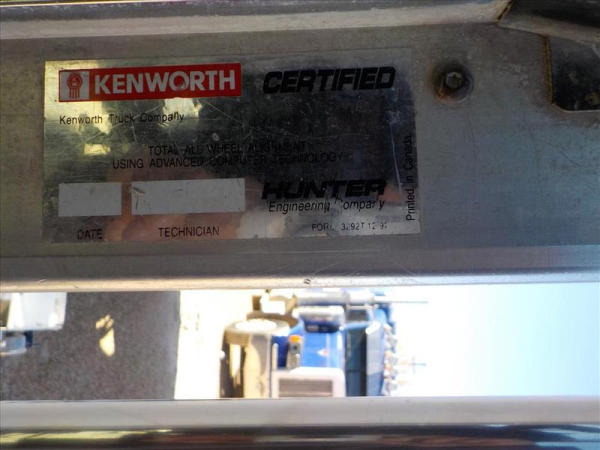 KENWORTH CERTIFIED
Kenworth Truck Company
TOTAL ALL WHEEL ALIGNMENT
USING ADVANCED COMPUTER TECHNOLOGY
HUNTER
Engineering Company
DATE TECHNICIAN
Printed in Canada